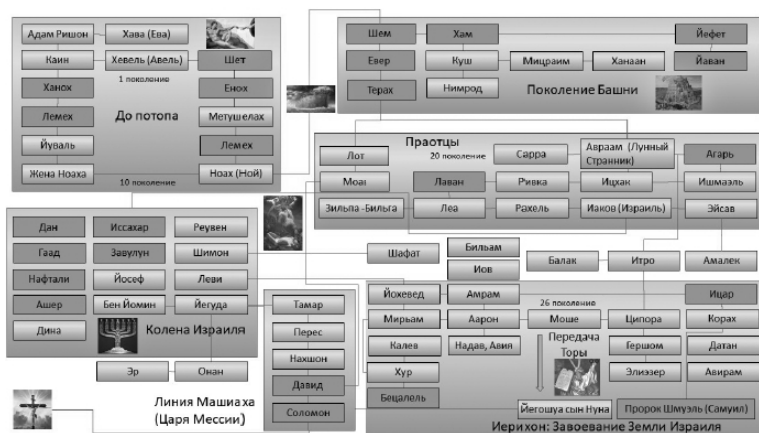 Адам Ришон
Хава (Ева)
Каин
Хевель (Авель)
Шет
1 поколение
Ханох
Енох
До потопа
Лемех
Метушелах
Йуваль
Лемех
Жена Ноаха
10 поколение
Ноах (Ной)
Шем
Хам
Йефет
Евер
Куш
Мицраим
Ханаан
Йаван
Терах
Нимрод
Поколение Башни
Праотцы
Лот
20 поколение
Сарра
Авраам (Лунный
Странник)
Агарь
Моав
Лаван
Ривка
Ицхак
Ишмаэль
Зильпа -Бильга
Леа
Рахель
Иаков (Израиль)
Эйсав
Дан
Иссахар
Реувен
Гаад
Завулун
Шимон
Нафтали
Йосеф
Леви
Ашер
Бен Йомин
Йегуда
Дина
Колена Израиля
Эр
Онан
Шафат
Бильам
Иов
Балак
Итро
Амалек
Тамар
Перес
Нахшон
Давид
Соломон
Линия Машиаха
(Царя Мессии)
Йохевед
Амрам
26 поколение
Ицар
Мирьам
Аарон
Моше
Ципора
Корах
Калев
Надав, Авия
Передача
Торы
Гершом
Датан
Хур
Элиэзер
Авирам
Бецалель
Йегошуа сын Нуна
Пророк Шмуэль (Самуил)
Иерихон: Завоевание Земли Израиля